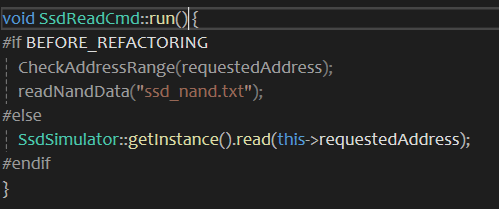 void SsdReadCmd::run() {
#if BEFORE_REFACTORING
CheckAddressRange(requestedAddress);
readNandData("ssd_nand.txt");
#else
SsdSimulator::getInstance().read(this->requestedAddress);
#endif
}